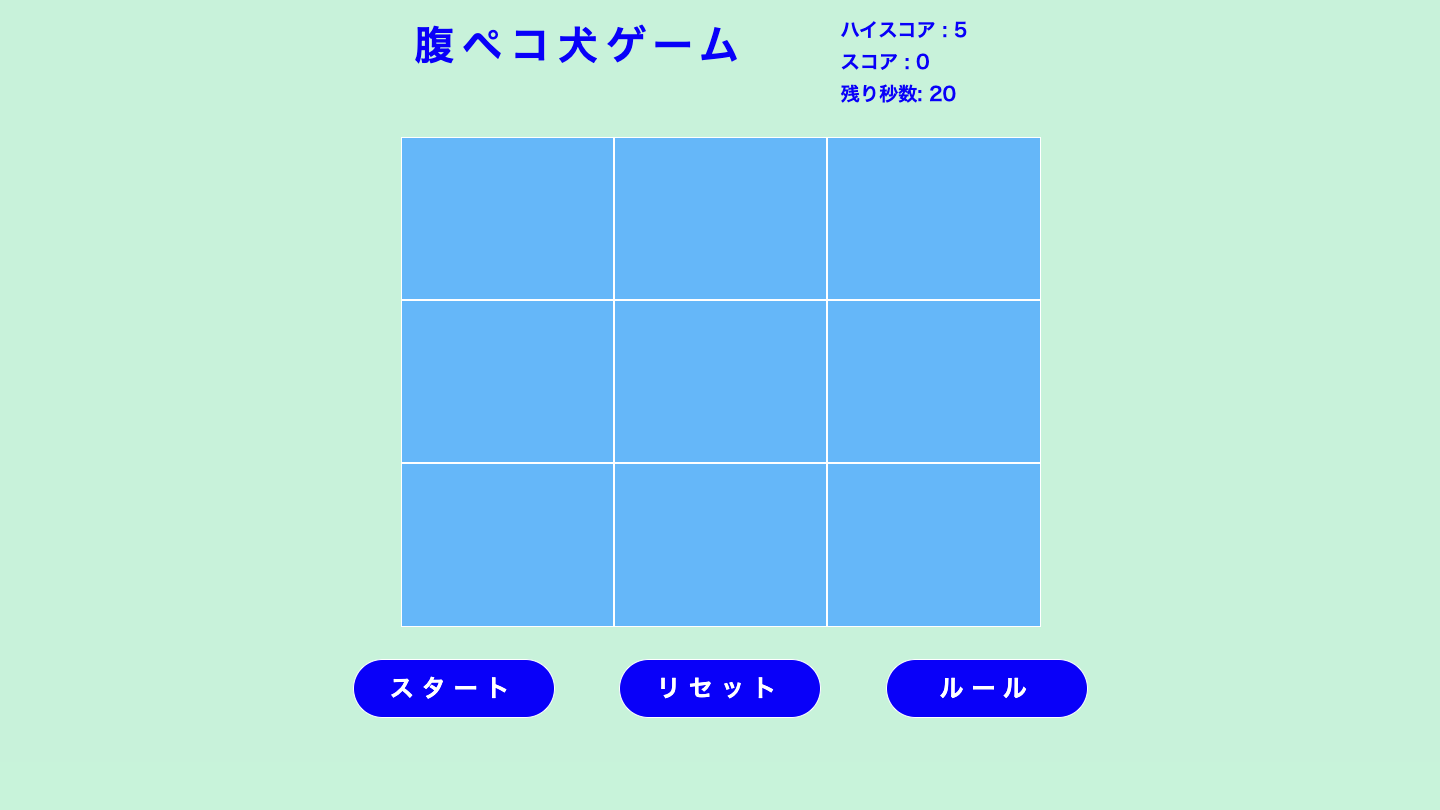 腹ペコ犬ゲーム
ハイスコア : 5
スコア : 0
残り秒数: 20
スタート
リセット
ルール